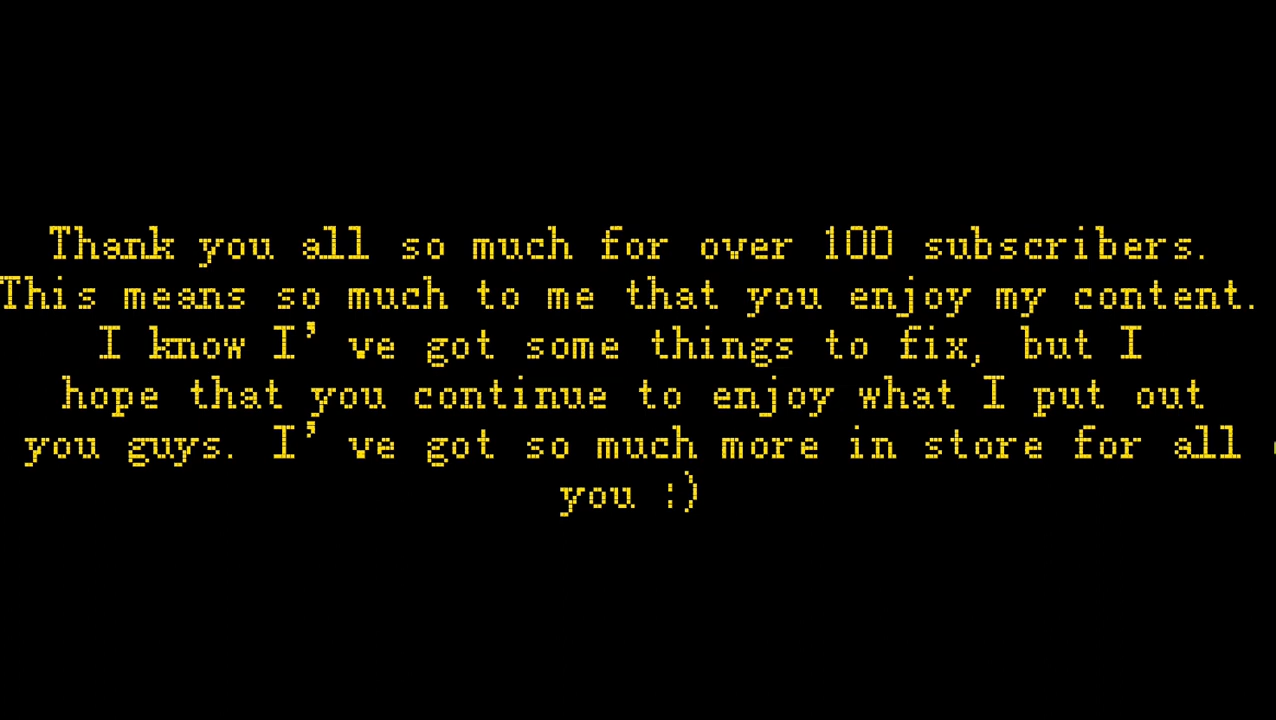 Thank you all so much for over 100 subscribers.
This means so much to me that you enjoy my content.
I know I've got some things to fix, but I
hope that you continue to enjoy what I put out
you guys. I've got so much more in store for all
you :)